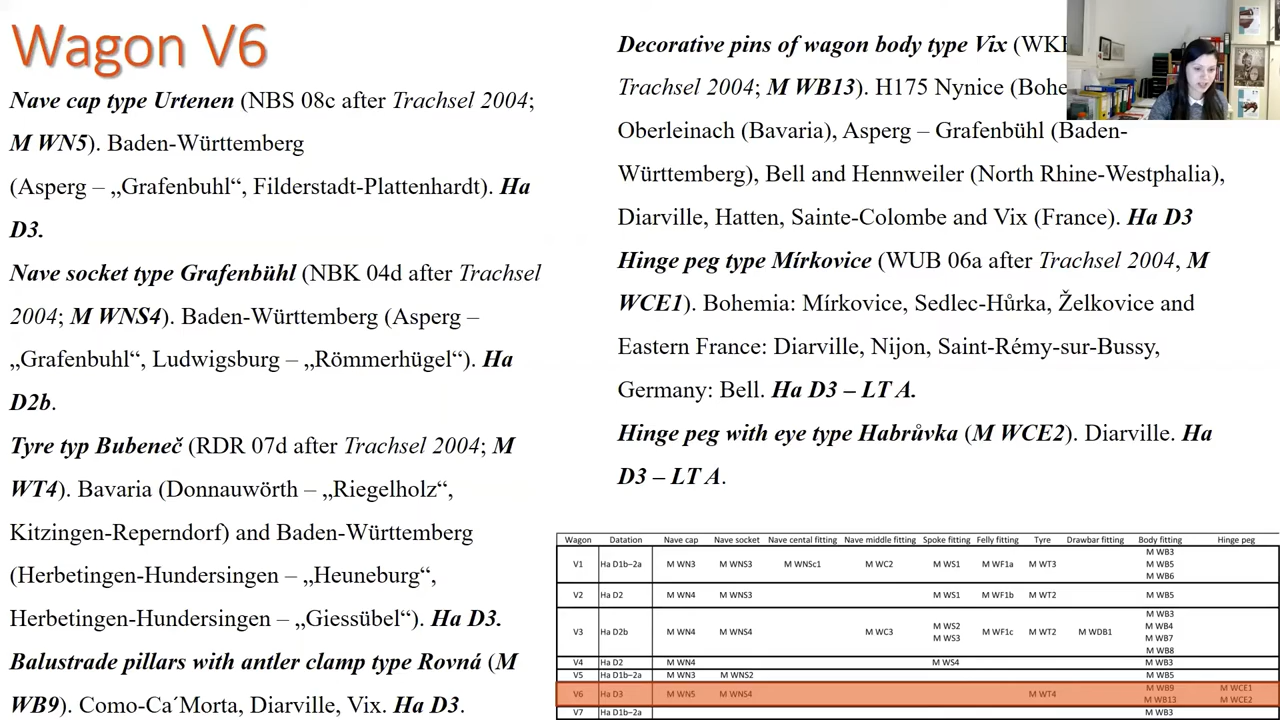 Wagon V6
Nave cap type Urtenen (NBS 08c after Trachsel 2004;
M WN5). Baden-Württemberg
(Asperg – „Grafenbuhl“, Filderstadt-Plattenhardt). Ha
D3.
Nave socket type Grafenbühl (NBK 04d after Trachsel
2004; M WNS4). Baden-Württemberg (Asperg –
„Grafenbuhl“, Ludwigsburg – „Römmerhügel“). Ha
D2b.
Tyre typ Bubeneč (RDR 07d after Trachsel 2004; M
WT4). Bavaria (Donnauwörth – „Riegelholz“,
Kitzingen-Reperndorf) and Baden-Württemberg
(Herbetingen-Hundersingen – „Heuneburg“,
Herbetingen-Hundersingen – „Giessübel“). Ha D3.
Balustrade pillars with antler clamp type Rovná (M
WB9). Como-Ca´Morta, Diarville, Vix. Ha D3.
Decorative pins of wagon body type Vix
Trachsel 2004; M WB13). H175 Nynice
Oberleinach (Bavaria), Asperg – Grafenbühl (Baden-
Württemberg), Bell and Hennweiler (North Rhine-Westphalia),
Diarville, Hatten, Sainte-Colombe and Vix (France). Ha D3
Hinge peg type Mírkovice (WUB 06a after Trachsel 2004, M
WCE1). Bohemia: Mírkovice, Sedlec-Hůrka, Želkovice and
Eastern France: Diarville, Nijon, Saint-Rémy-sur-Bussy,
Germany: Bell. Ha D3 – LT A.
Hinge peg with eye type Habrůvka (M WCE2). Diarville. Ha
D3 – LT A.
Wagon Datation Nave cap Nave socket Nave cental fitting Nave middle fitting Spoke fitting Felly fitting Tyre Drawbar fitting Body fitting Hinge peg
V1 Ha D1b–2a M WN3 M WNS3 M WNSc1 M WC2 M WS1 M WF1a M WT3 M WB3 M WB5 M WB6
V2 Ha D2 M WN4 M WNS3 M WS1 M WF1b M WT2 M WB5
V3 Ha D2b M WN4 M WNS4 M WC3 M WS2 M WS3 M WF1c M WT2 M WDB1 M WB3 M WB4 M WB7 M WB8
V4 Ha D2 M WN4 M WS4 M WB3
V5 Ha D1b–2a M WN3 M WNS2 M WB5
V6 Ha D3 M WN5 M WNS4 M WT4 M WB9 M WB13 M WCE1 M WCE2
V7 Ha D1b–2a M WB3